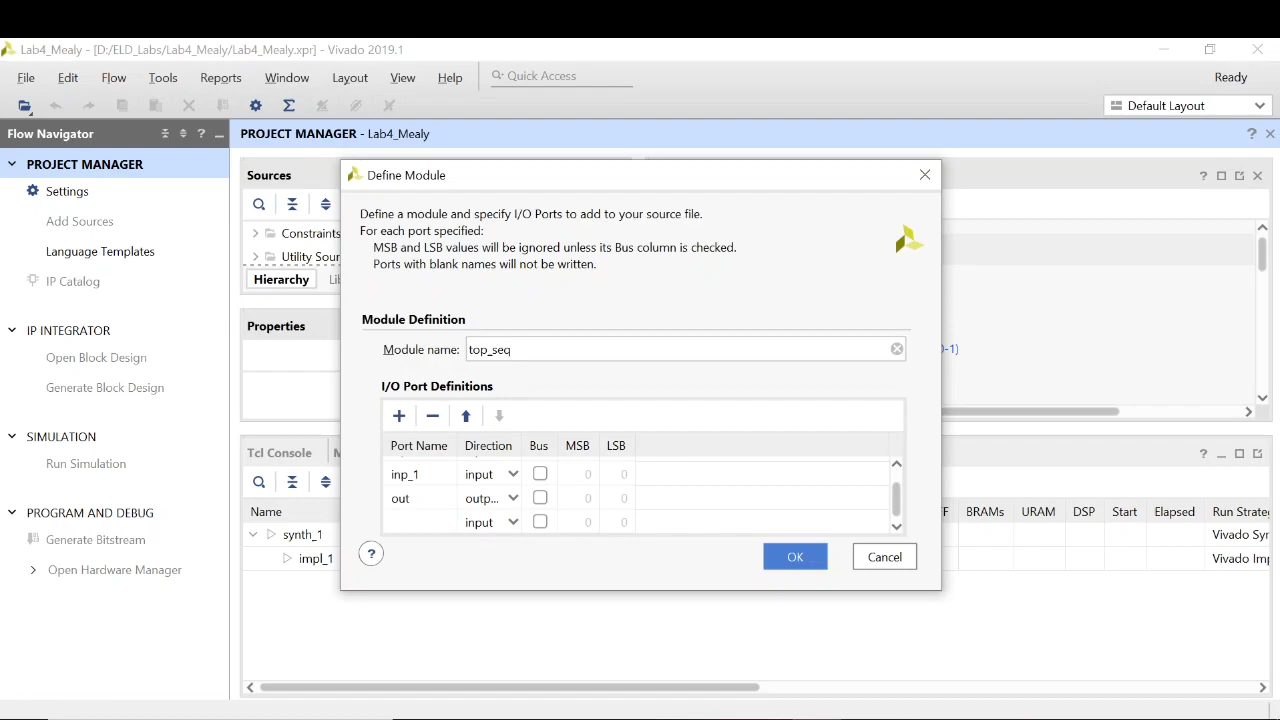 Lab4_Mealy - [D:/ELD_Labs/Lab4_Mealy/Lab4_Mealy.xpr] - Vivado 2019.1
File Edit Flow Tools Reports Window Layout View Help Quick Access Ready
Default Layout
Flow Navigator
PROJECT MANAGER - Lab4_Mealy
PROJECT MANAGER
Settings
Add Sources
Language Templates
IP Catalog
IP INTEGRATOR
Open Block Design
Generate Block Design
SIMULATION
Run Simulation
PROGRAM AND DEBUG
Generate Bitstream
Open Hardware Manager
Sources
Constraints
Utility Sour
Hierarchy
Properties
0-1)
Define Module
Define a module and specify I/O Ports to add to your source file.
For each port specified:
MSB and LSB values will be ignored unless its Bus column is checked.
Ports with blank names will not be written.
Module Definition
Module name: top_seq
I/O Port Definitions
Port Name Direction Bus MSB LSB
inp_1 input 0 0
out outp... 0 0
input 0 0
OK Cancel
Tcl Console
Name F BRAMs URAM DSP Start Elapsed Run Strate
synth_1 Vivado Syn
impl_1 Vivado Imp